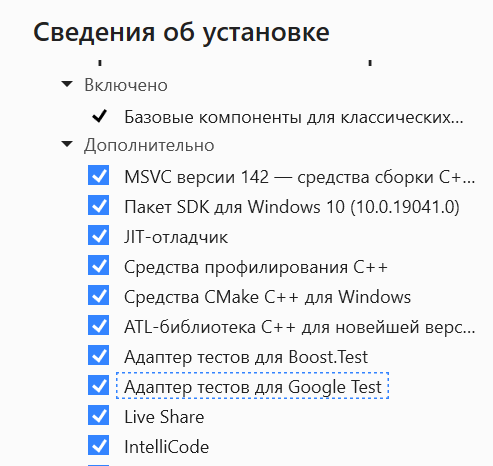 Сведения об установке
Включено
Базовые компоненты для классических...
Дополнительно
MSVC версии 142 — средства сборки C+...
Пакет SDK для Windows 10 (10.0.19041.0)
JIT-отладчик
Средства профилирования C++
Средства CMake C++ для Windows
ATL-библиотека C++ для новейшей верс...
Адаптер тестов для Boost.Test
Адаптер тестов для Google Test
Live Share
IntelliCode